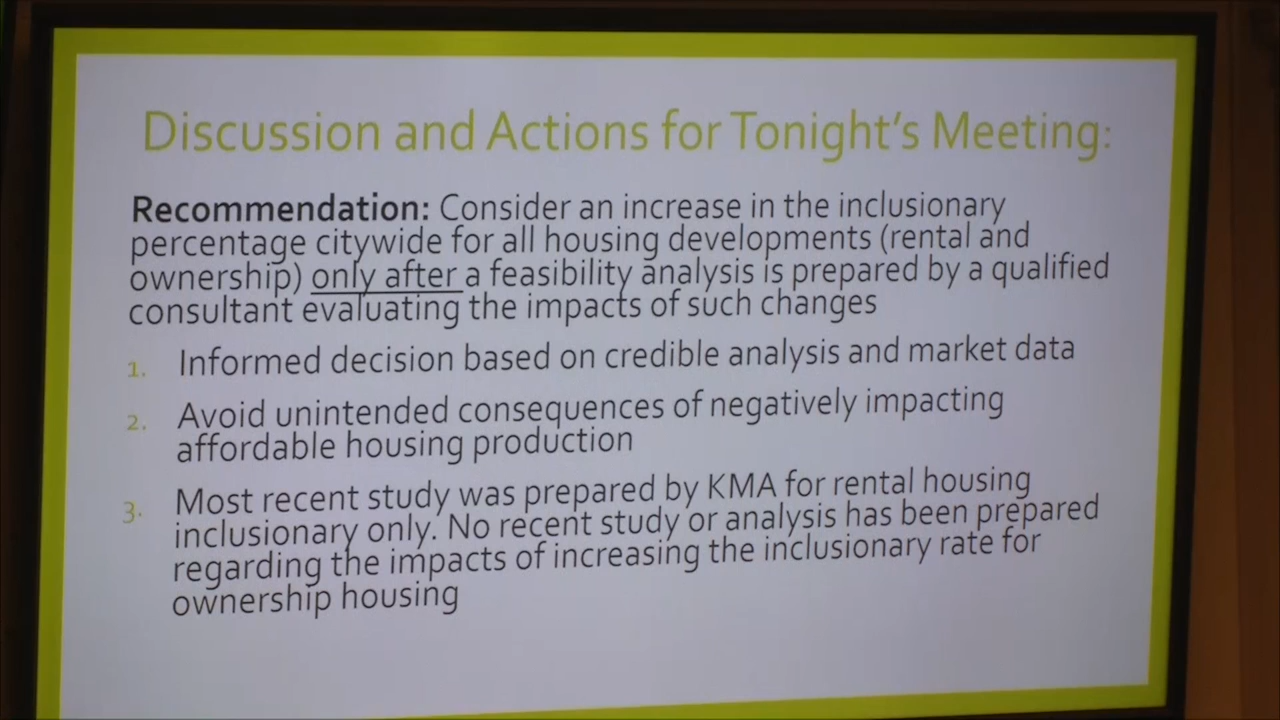 Discussion and Actions for Tonight's Meeting:
Recommendation: Consider an increase in the inclusionary
percentage citywide for all housing developments (rental and
ownership) only after a feasibility analysis is prepared by a qualified
consultant evaluating the impacts of such changes
1. Informed decision based on credible analysis and market data
2. Avoid unintended consequences of negatively impacting
affordable housing production
3. Most recent study was prepared by KMA for rental housing
inclusionary only. No recent study or analysis has been prepared
regarding the impacts of increasing the inclusionary rate for
ownership housing